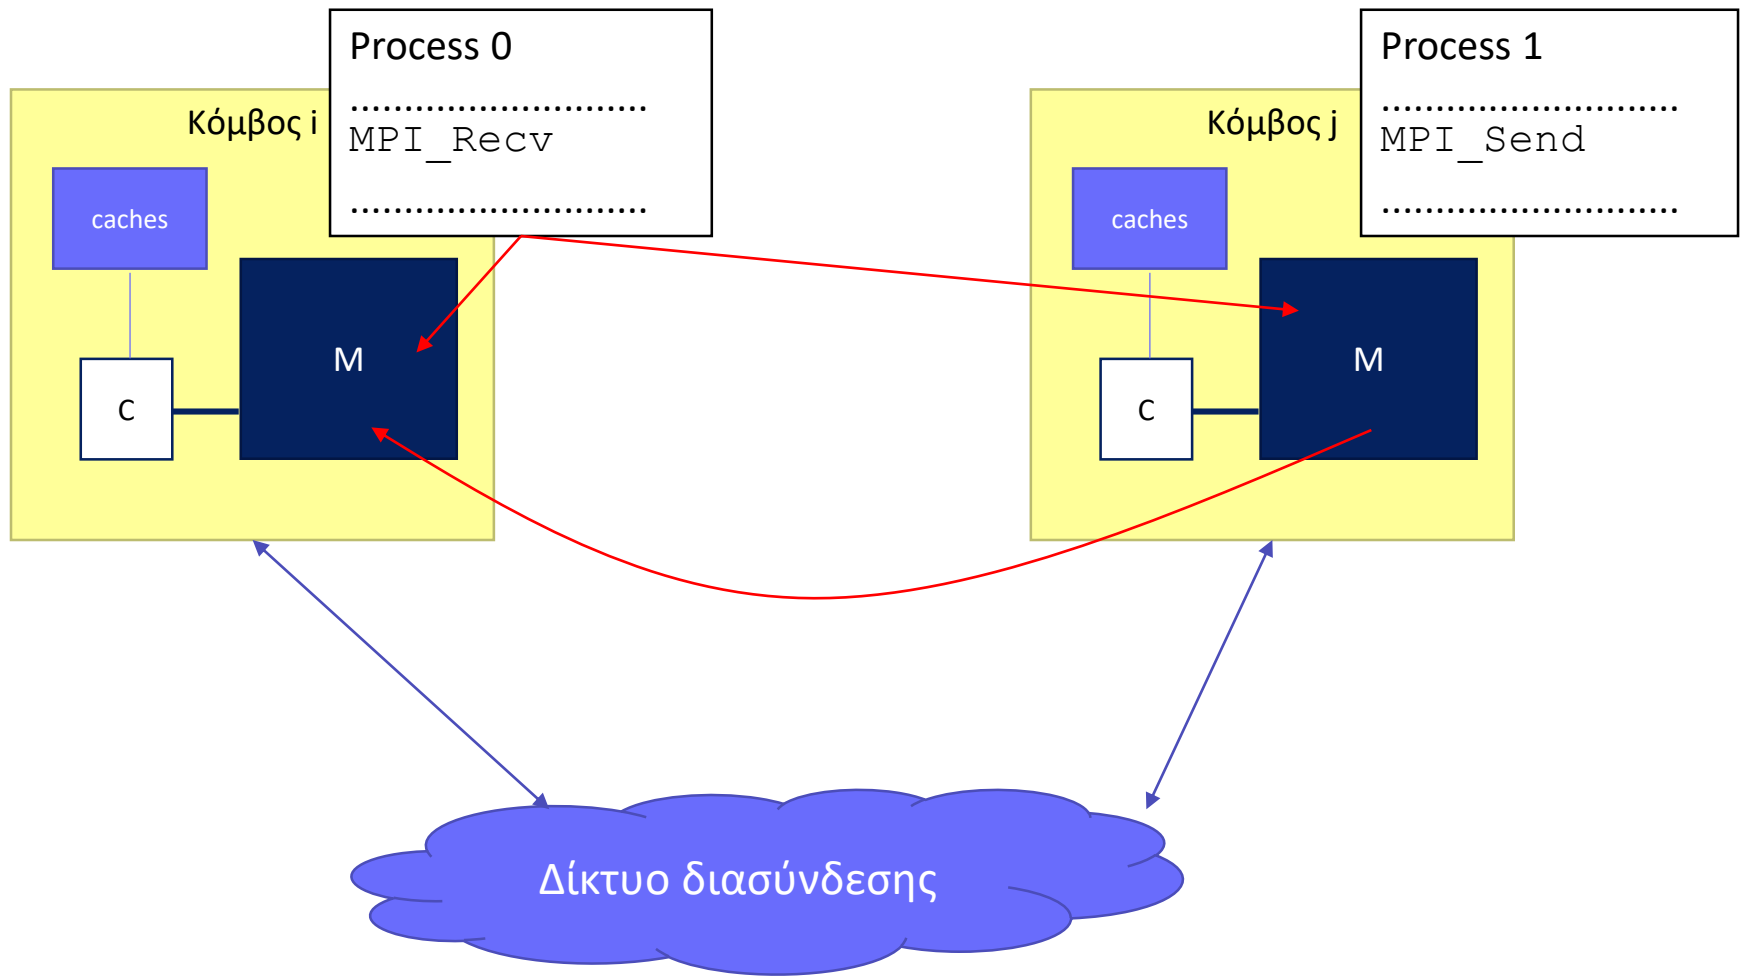 Process 0
...........................
MPI_Recv
...........................
Process 1
...........................
MPI_Send
...........................
Κόμβος i
caches
C
M
Κόμβος j
caches
C
M
Δίκτυο διασύνδεσης